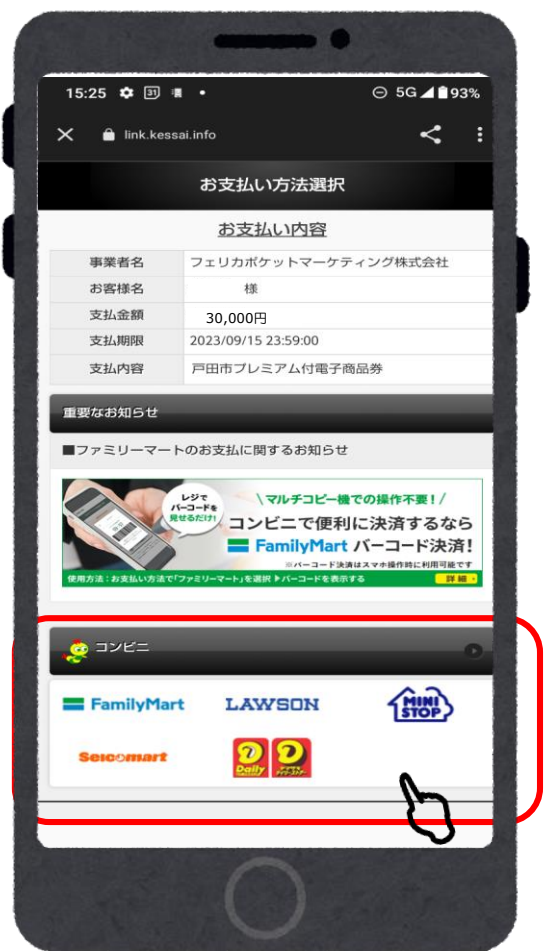 15:25 31 5G 93%
link.kessai.info
お支払い方法選択
お支払い内容
事業者名 フェリカポケットマーケティング株式会社
お客様名 様
支払金額 30,000円
支払期限 2023/09/15 23:59:00
支払内容 戸田市プレミアム付電子商品券
重要なお知らせ
■ファミリーマートのお支払に関するお知らせ
レジで
バーコードを
見せるだけ!
\マルチコピー機での操作不要!/
コンビニで便利に決済するなら
FamilyMart バーコード決済!
※バーコード決済はスマホ操作時に利用可能です
使用方法:お支払い方法で「ファミリーマート」を選択▶バーコードを表示する 詳細
コンビニ
FamilyMart LAWSON MINI STOP
Seicomart Daily